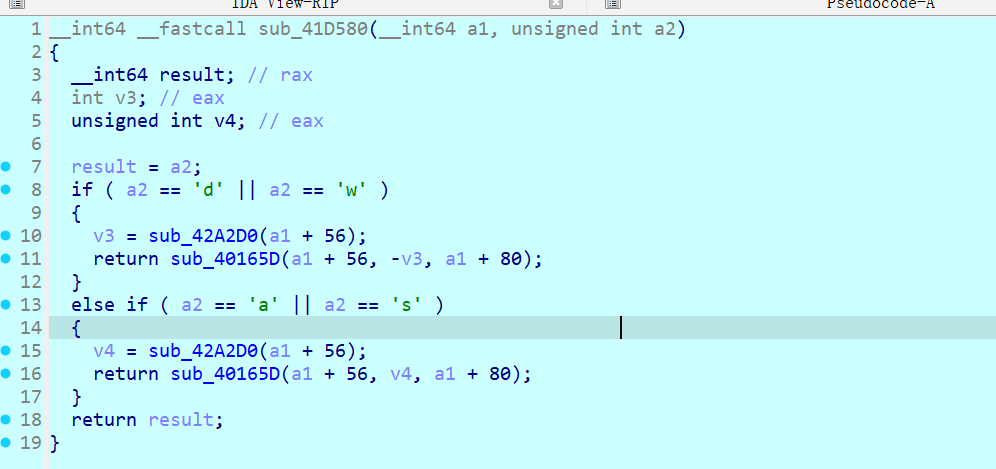 IDA View-RIP Pseudocode-A
1 __int64 __fastcall sub_41D580(__int64 a1, unsigned int a2)
2 {
3   __int64 result; // rax
4   int v3; // eax
5   unsigned int v4; // eax
6
7   result = a2;
8   if ( a2 == 'd' || a2 == 'w' )
9   {
10     v3 = sub_42A2D0(a1 + 56);
11     return sub_40165D(a1 + 56, -v3, a1 + 80);
12   }
13   else if ( a2 == 'a' || a2 == 's' )
14   {
15     v4 = sub_42A2D0(a1 + 56);
16     return sub_40165D(a1 + 56, v4, a1 + 80);
17   }
18   return result;
19 }